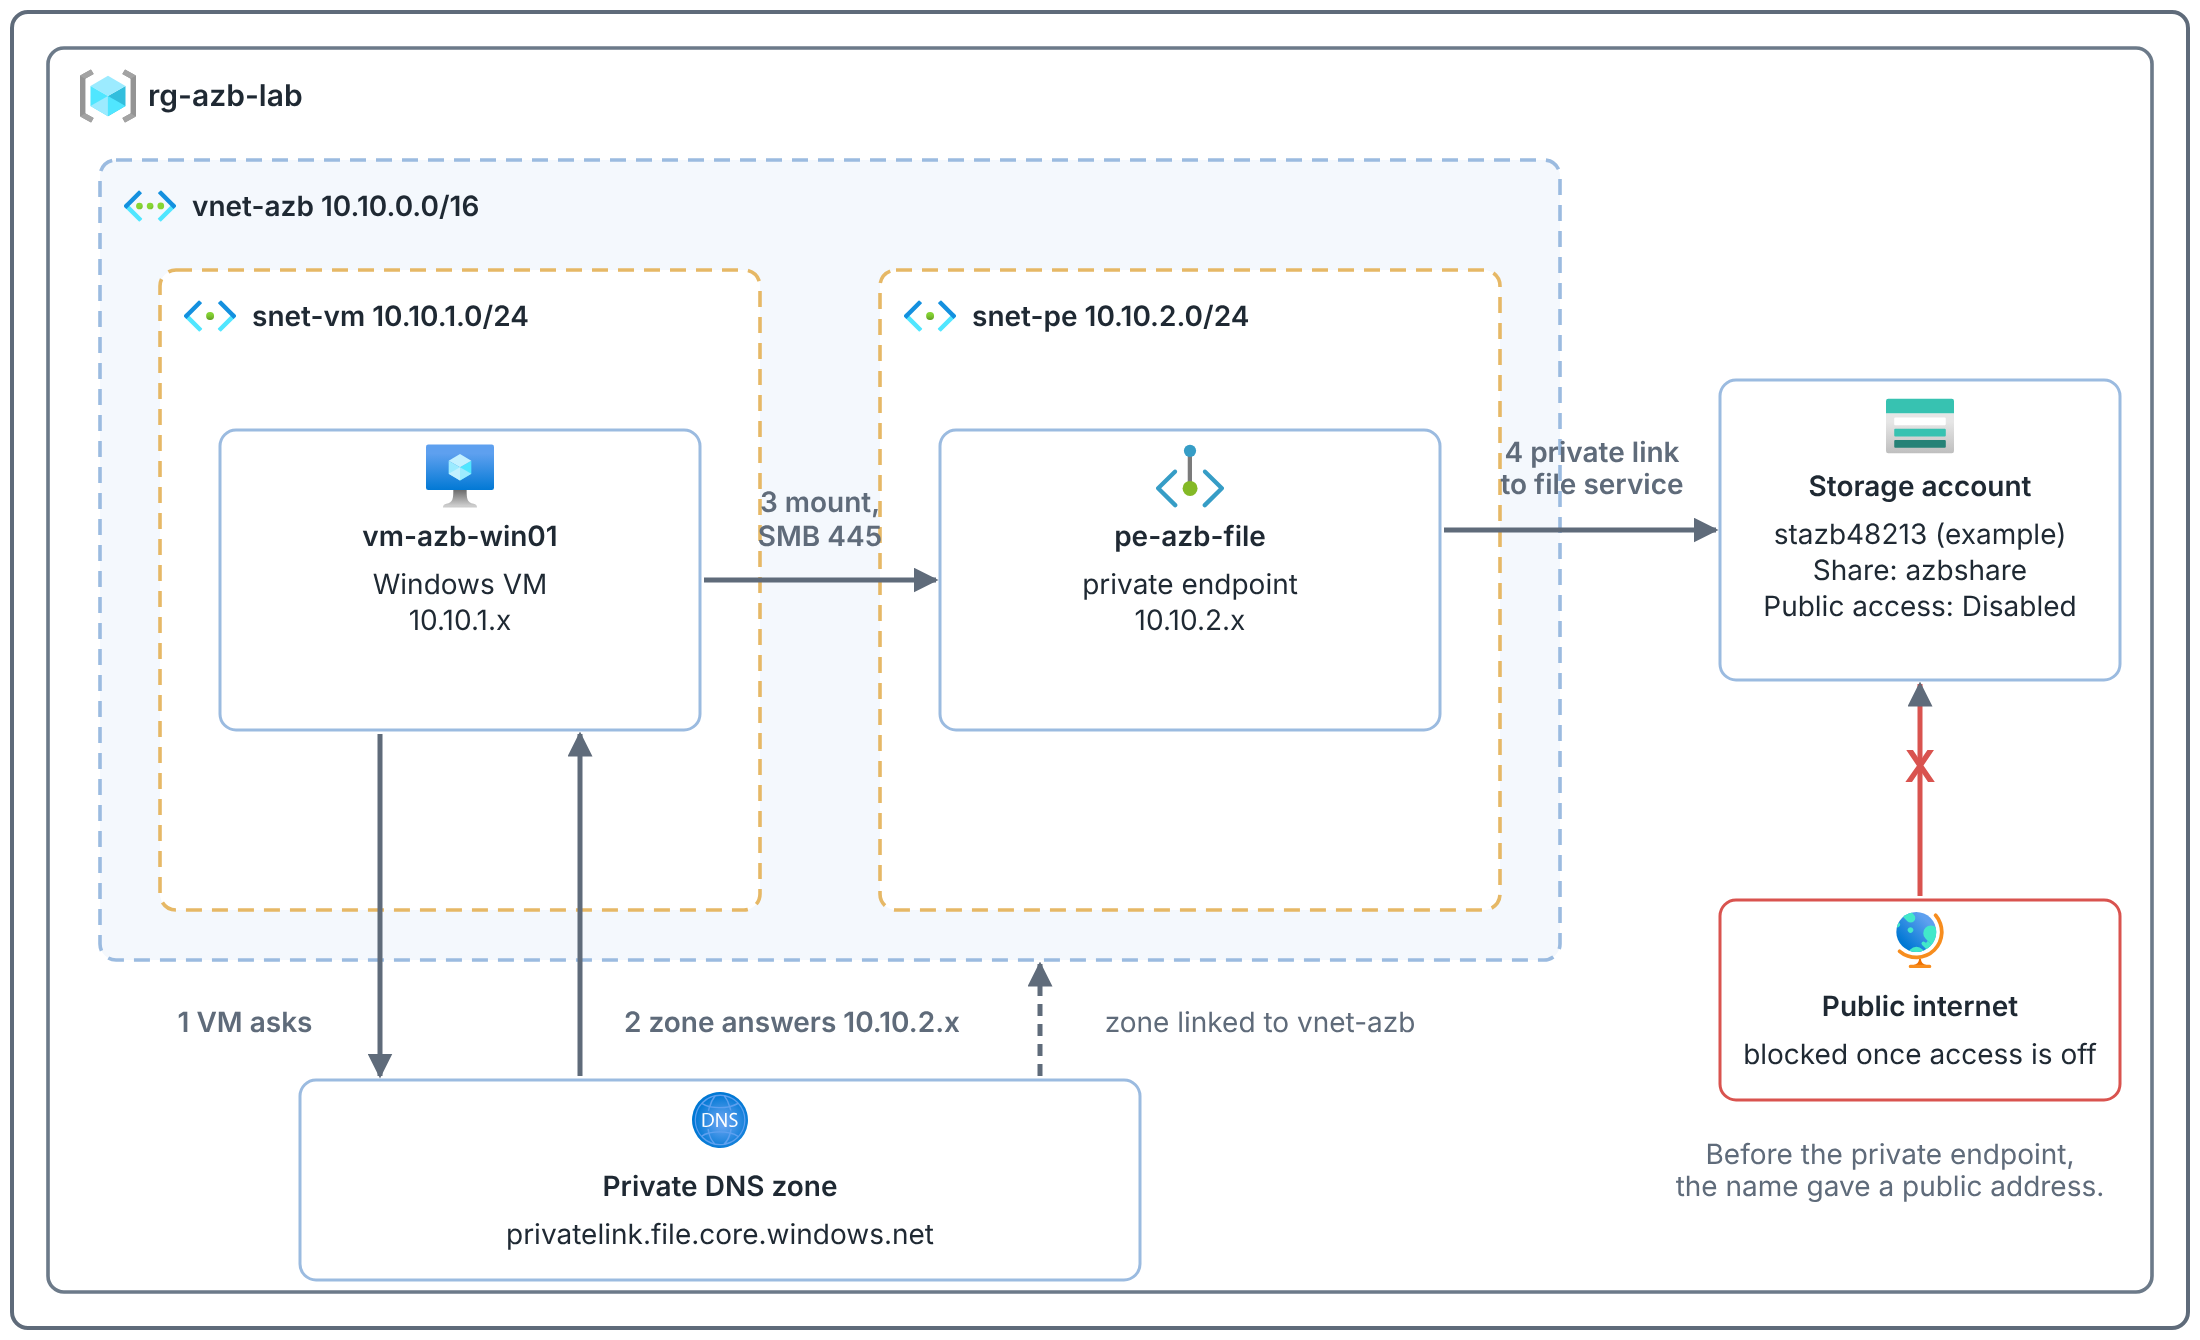 rg-azb-lab
vnet-azb 10.10.0.0/16
snet-vm 10.10.1.0/24
snet-pe 10.10.2.0/24
vm-azb-win01
Windows VM
10.10.1.x
3 mount,
SMB 445
pe-azb-file
private endpoint
10.10.2.x
4 private link
to file service
Storage account
stazb48213 (example)
Share: azbshare
Public access: Disabled
X
1 VM asks
2 zone answers 10.10.2.x
zone linked to vnet-azb
Public internet
blocked once access is off
Before the private endpoint,
the name gave a public address.
DNS
Private DNS zone
privatelink.file.core.windows.net